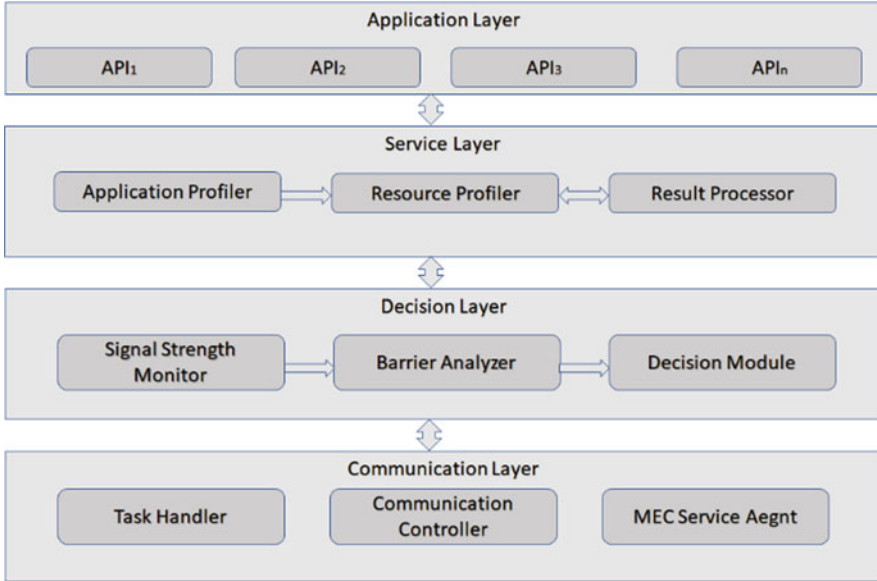 Application Layer
API₁ API₂ API₃ APIₙ
Service Layer
Application Profiler Resource Profiler Result Processor
Decision Layer
Signal Strength
Monitor
Barrier Analyzer Decision Module
Communication Layer
Task Handler
Communication
Controller
MEC Service Aegnt